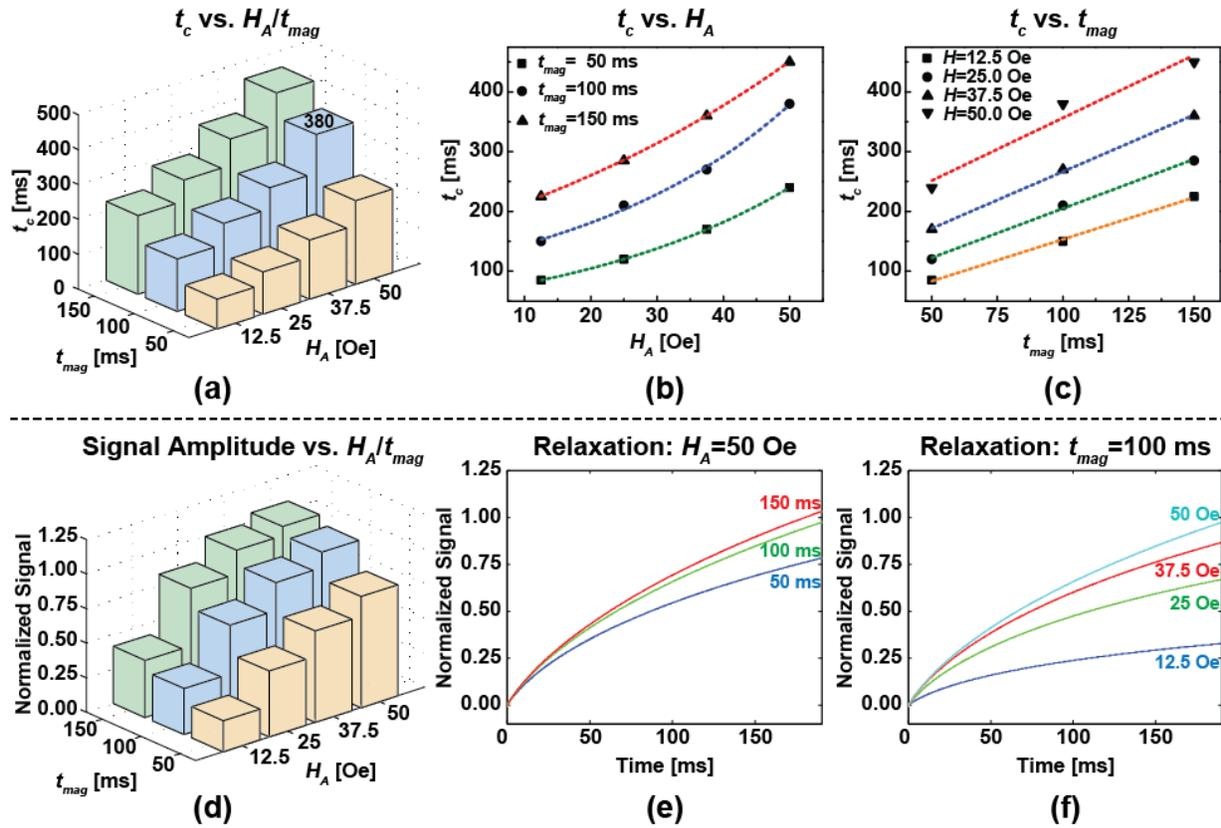 t_c vs. H_A/t_mag
500
400
300
200
100
0
t_c [ms]
380
150
100
50
t_mag [ms]
12.5
25
37.5
50
H_A [Oe]
(a)
t_c vs. H_A
t_mag= 50 ms
t_mag=100 ms
t_mag=150 ms
400
300
200
100
t_c [ms]
10 20 30 40 50
H_A [Oe]
(b)
t_c vs. t_mag
H=12.5 Oe
H=25.0 Oe
H=37.5 Oe
H=50.0 Oe
400
300
200
100
t_c [ms]
50 75 100 125 150
t_mag [ms]
(c)
Signal Amplitude vs. H_A/t_mag
1.25
1.00
0.75
0.50
0.25
0.00
Normalized Signal
150
100
50
t_mag [ms]
12.5
25
37.5
50
H_A [Oe]
(d)
Relaxation: H_A=50 Oe
1.25
1.00
0.75
0.50
0.25
0.00
Normalized Signal
150 ms
100 ms
50 ms
0 50 100 150
Time [ms]
(e)
Relaxation: t_mag=100 ms
1.25
1.00
0.75
0.50
0.25
0.00
Normalized Signal
50 Oe
37.5 Oe
25 Oe
12.5 Oe
0 50 100 150
Time [ms]
(f)